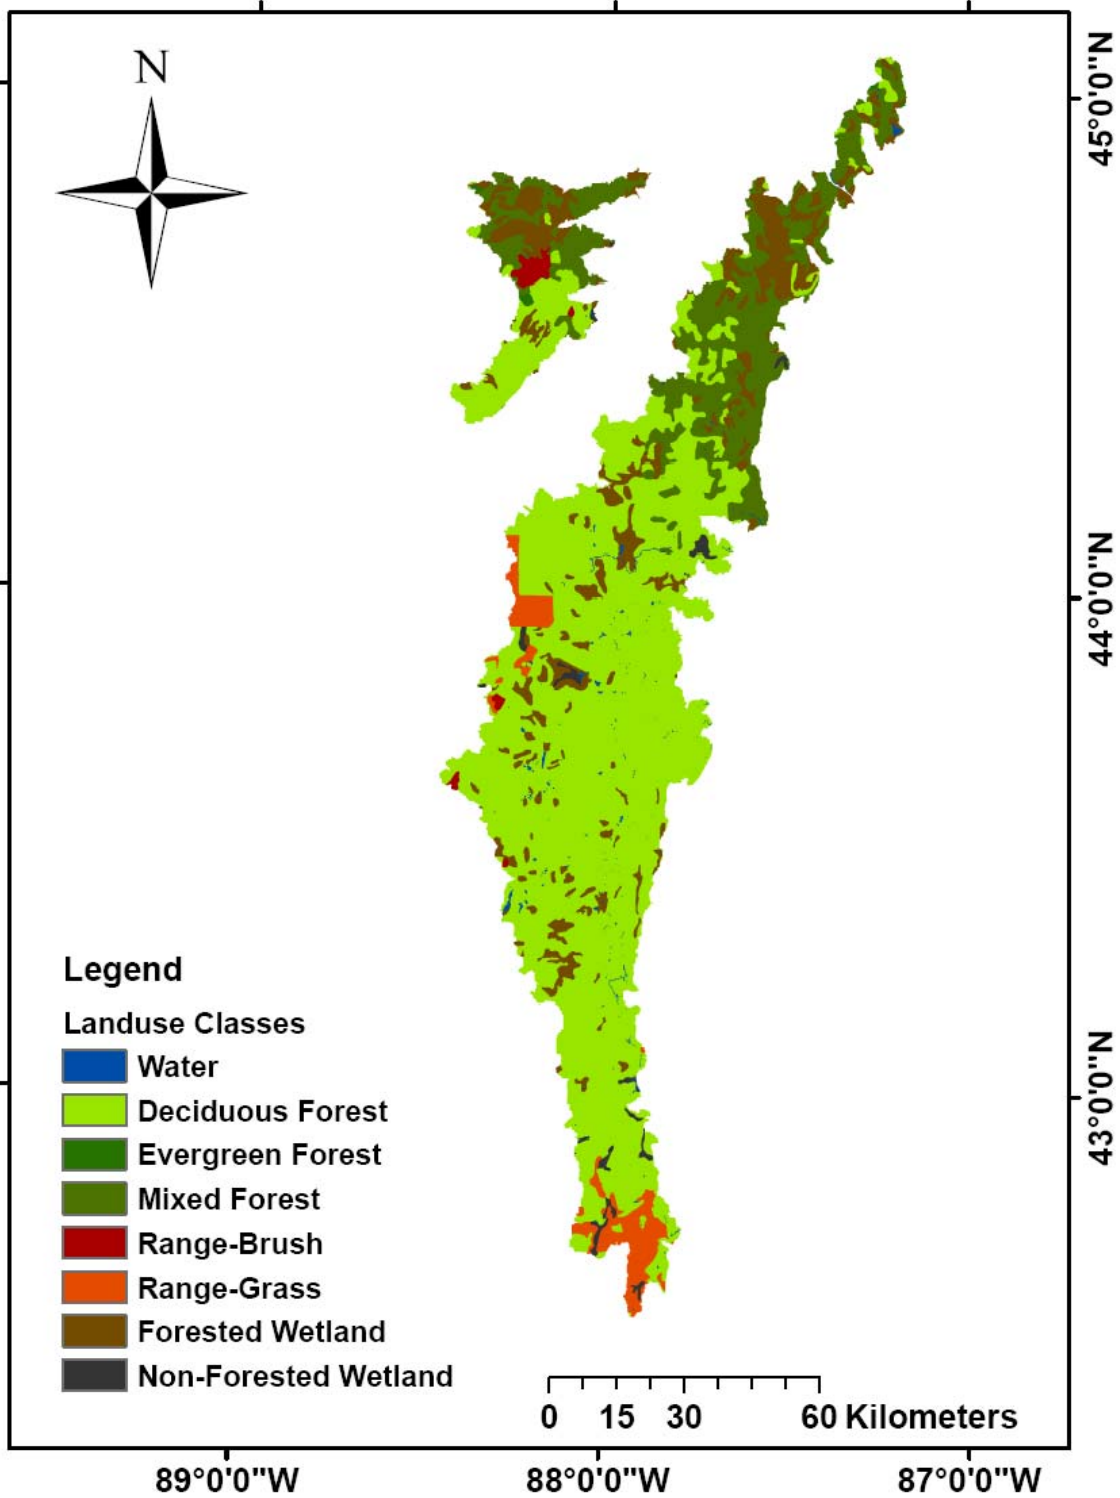 N
45°0'0"N
44°0'0"N
43°0'0"N
Legend
Landuse Classes
Water
Deciduous Forest
Evergreen Forest
Mixed Forest
Range-Brush
Range-Grass
Forested Wetland
Non-Forested Wetland
0 15 30 60 Kilometers
89°0'0"W 88°0'0"W 87°0'0"W